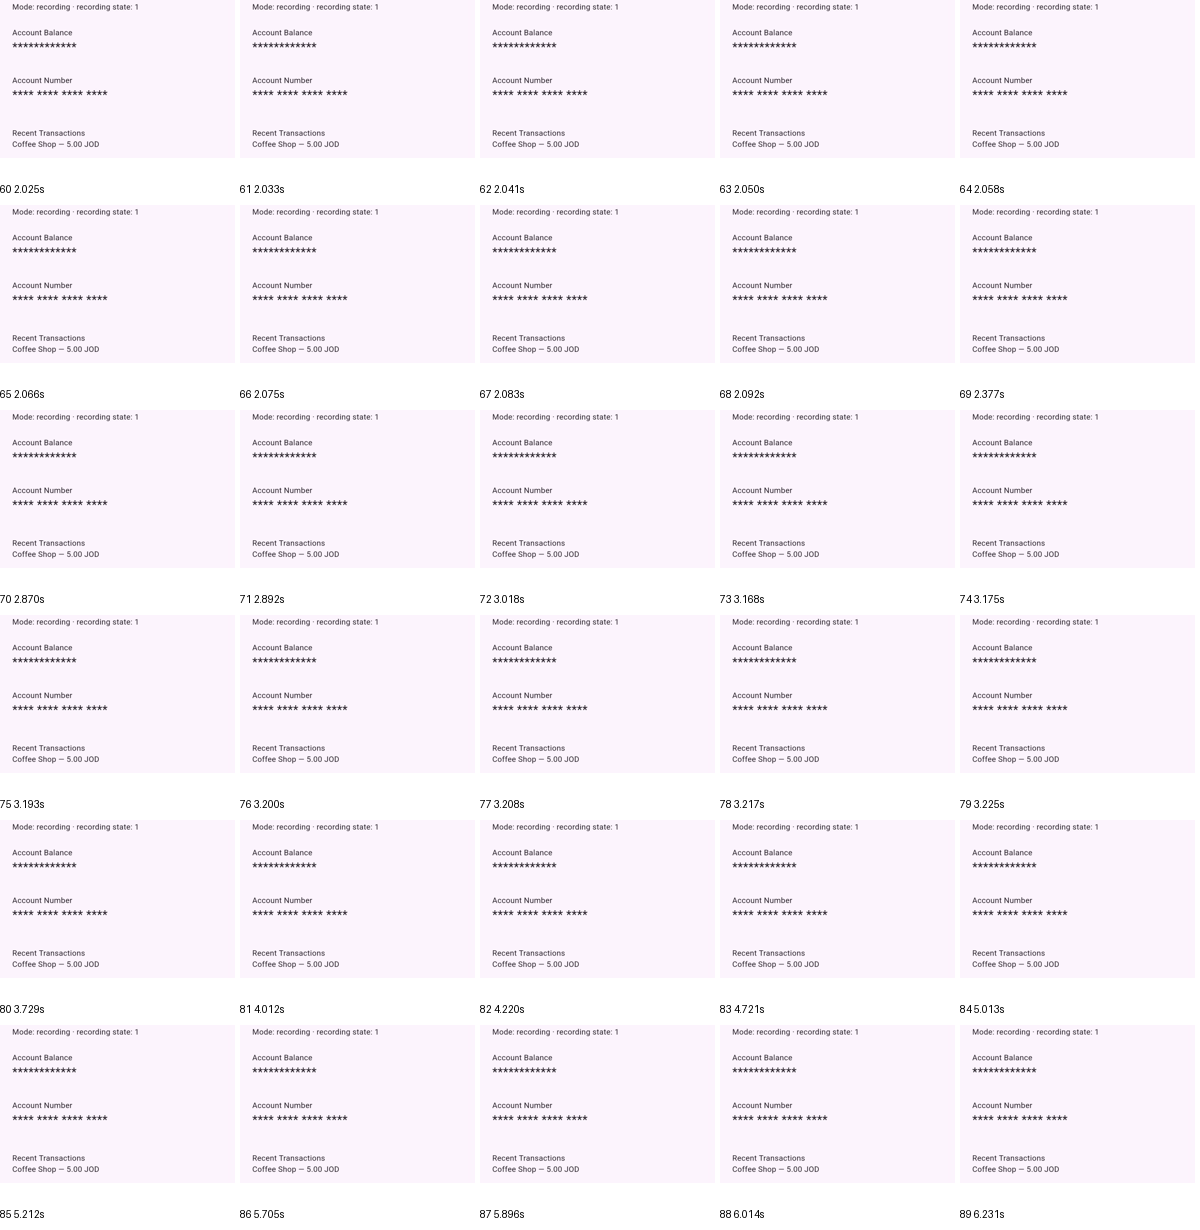 Mode: recording · recording state: 1 Mode: recording · recording state: 1 Mode: recording · recording state: 1 Mode: recording · recording state: 1 Mode: recording · recording state: 1
Account Balance Account Balance Account Balance Account Balance Account Balance
************ ************ ************ ************ ************
Account Number Account Number Account Number Account Number Account Number
**** **** **** **** **** **** **** **** **** **** **** **** **** **** **** **** **** **** **** ****
Recent Transactions Recent Transactions Recent Transactions Recent Transactions Recent Transactions
Coffee Shop — 5.00 JOD Coffee Shop — 5.00 JOD Coffee Shop — 5.00 JOD Coffee Shop — 5.00 JOD Coffee Shop — 5.00 JOD
60 2.025s 61 2.033s 62 2.041s 63 2.050s 64 2.058s
Mode: recording · recording state: 1 Mode: recording · recording state: 1 Mode: recording · recording state: 1 Mode: recording · recording state: 1 Mode: recording · recording state: 1
Account Balance Account Balance Account Balance Account Balance Account Balance
************ ************ ************ ************ ************
Account Number Account Number Account Number Account Number Account Number
**** **** **** **** **** **** **** **** **** **** **** **** **** **** **** **** **** **** **** ****
Recent Transactions Recent Transactions Recent Transactions Recent Transactions Recent Transactions
Coffee Shop — 5.00 JOD Coffee Shop — 5.00 JOD Coffee Shop — 5.00 JOD Coffee Shop — 5.00 JOD Coffee Shop — 5.00 JOD
65 2.066s 66 2.075s 67 2.083s 68 2.092s 69 2.377s
Mode: recording · recording state: 1 Mode: recording · recording state: 1 Mode: recording · recording state: 1 Mode: recording · recording state: 1 Mode: recording · recording state: 1
Account Balance Account Balance Account Balance Account Balance Account Balance
************ ************ ************ ************ ************
Account Number Account Number Account Number Account Number Account Number
**** **** **** **** **** **** **** **** **** **** **** **** **** **** **** **** **** **** **** ****
Recent Transactions Recent Transactions Recent Transactions Recent Transactions Recent Transactions
Coffee Shop — 5.00 JOD Coffee Shop — 5.00 JOD Coffee Shop — 5.00 JOD Coffee Shop — 5.00 JOD Coffee Shop — 5.00 JOD
70 2.870s 71 2.892s 72 3.018s 73 3.168s 74 3.175s
Mode: recording · recording state: 1 Mode: recording · recording state: 1 Mode: recording · recording state: 1 Mode: recording · recording state: 1 Mode: recording · recording state: 1
Account Balance Account Balance Account Balance Account Balance Account Balance
************ ************ ************ ************ ************
Account Number Account Number Account Number Account Number Account Number
**** **** **** **** **** **** **** **** **** **** **** **** **** **** **** **** **** **** **** ****
Recent Transactions Recent Transactions Recent Transactions Recent Transactions Recent Transactions
Coffee Shop — 5.00 JOD Coffee Shop — 5.00 JOD Coffee Shop — 5.00 JOD Coffee Shop — 5.00 JOD Coffee Shop — 5.00 JOD
75 3.193s 76 3.200s 77 3.208s 78 3.217s 79 3.225s
Mode: recording · recording state: 1 Mode: recording · recording state: 1 Mode: recording · recording state: 1 Mode: recording · recording state: 1 Mode: recording · recording state: 1
Account Balance Account Balance Account Balance Account Balance Account Balance
************ ************ ************ ************ ************
Account Number Account Number Account Number Account Number Account Number
**** **** **** **** **** **** **** **** **** **** **** **** **** **** **** **** **** **** **** ****
Recent Transactions Recent Transactions Recent Transactions Recent Transactions Recent Transactions
Coffee Shop — 5.00 JOD Coffee Shop — 5.00 JOD Coffee Shop — 5.00 JOD Coffee Shop — 5.00 JOD Coffee Shop — 5.00 JOD
80 3.729s 81 4.012s 82 4.220s 83 4.721s 84 5.013s
Mode: recording · recording state: 1 Mode: recording · recording state: 1 Mode: recording · recording state: 1 Mode: recording · recording state: 1 Mode: recording · recording state: 1
Account Balance Account Balance Account Balance Account Balance Account Balance
************ ************ ************ ************ ************
Account Number Account Number Account Number Account Number Account Number
**** **** **** **** **** **** **** **** **** **** **** **** **** **** **** **** **** **** **** ****
Recent Transactions Recent Transactions Recent Transactions Recent Transactions Recent Transactions
Coffee Shop — 5.00 JOD Coffee Shop — 5.00 JOD Coffee Shop — 5.00 JOD Coffee Shop — 5.00 JOD Coffee Shop — 5.00 JOD
85 5.212s 86 5.705s 87 5.896s 88 6.014s 89 6.231s